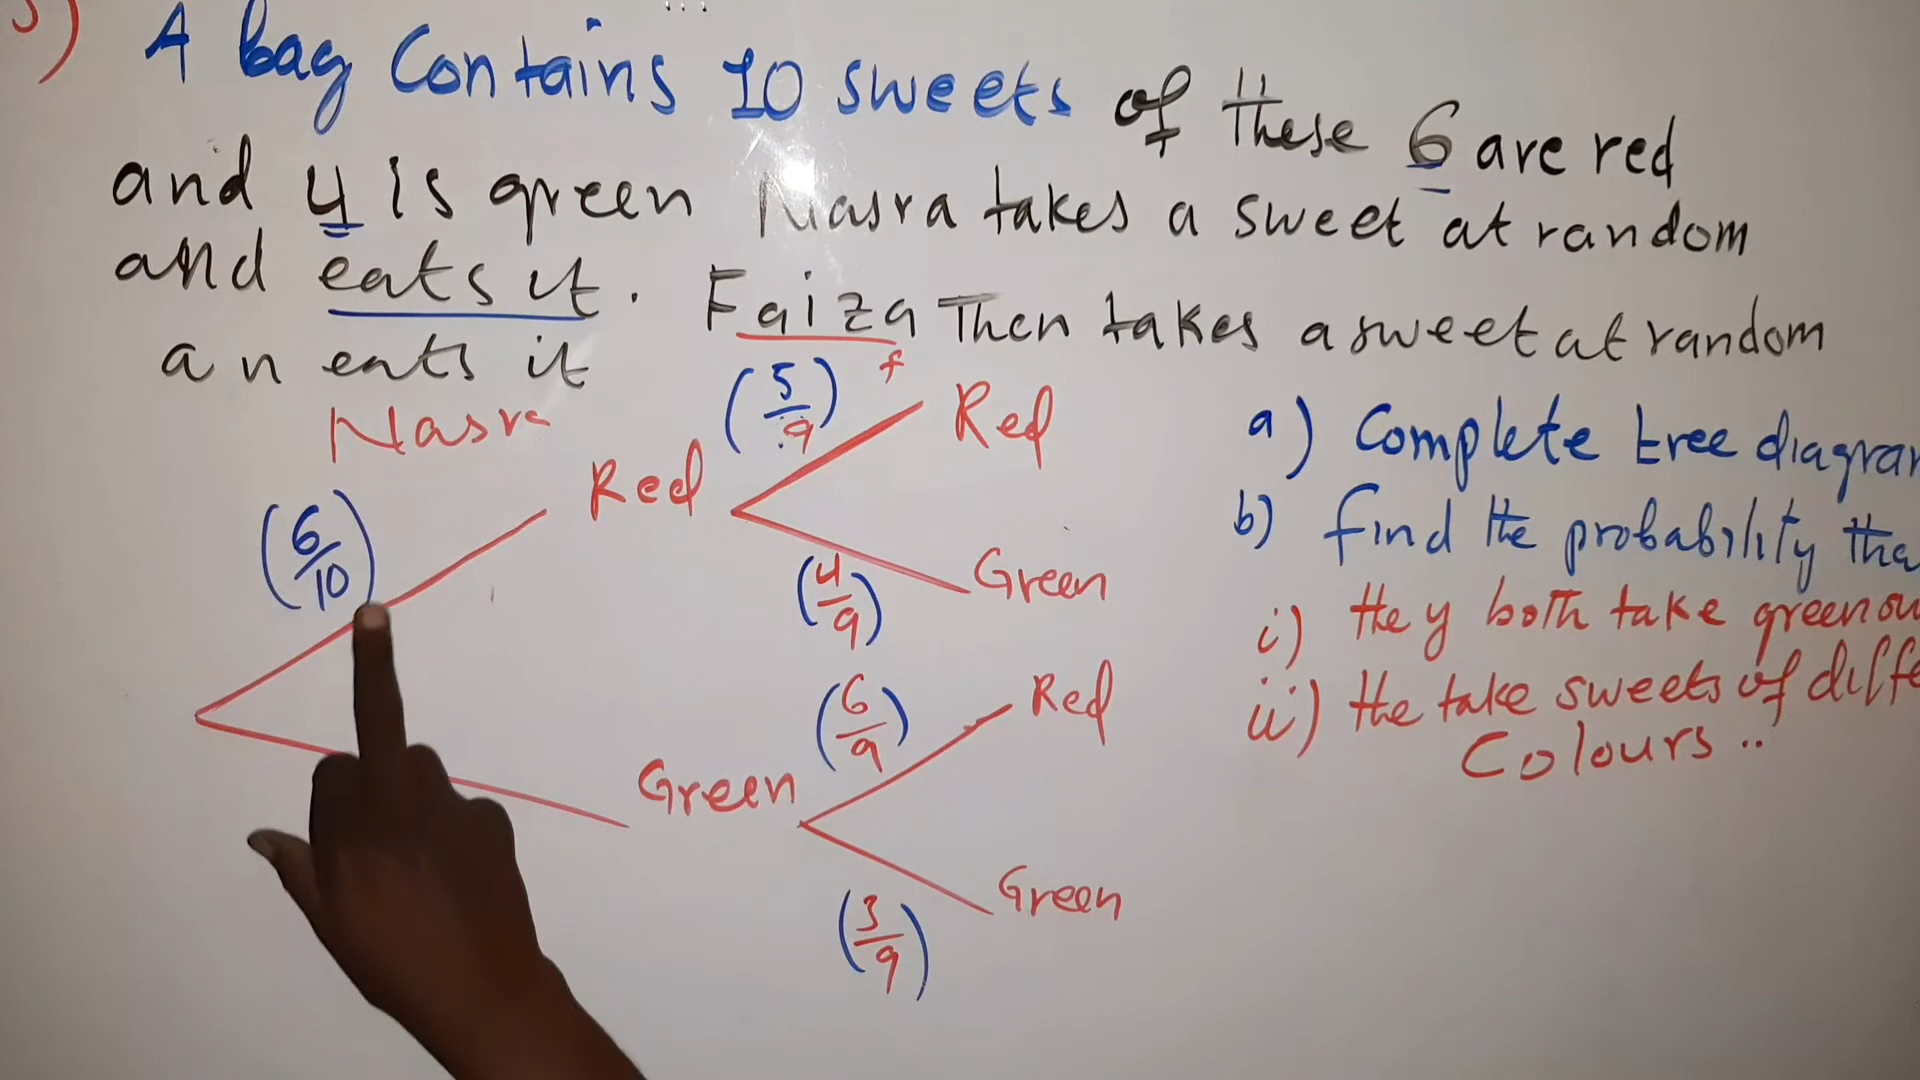 A bag Contains 10 sweets of these 6 are red
and 4 is green Nasra takes a sweet at random
and eats it. Faiza Then takes a sweet at random
an eats it
Nasra
f
(5/9)
Red
Red
(6/10)
(4/9)
Green
(6/9)
Red
Green
(3/9)
Green
a) Complete tree diagram
b) find the probability tha
i) they both take green
ii) the take sweets of diffe
Colours ..